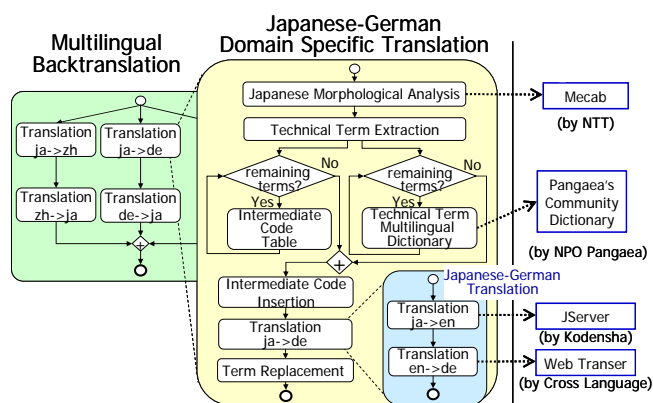 Multilingual
Backtranslation
Japanese-German
Domain Specific Translation
Translation
ja->zh
Translation
ja->de
zh->ja
Translation
de->ja
Translation
+
Japanese Morphological Analysis
Technical Term Extraction
remaining
terms?
No
Yes
Intermediate
Code
Table
remaining
terms?
No
Yes
Technical Term
Multilingual
Dictionary
+
Intermediate Code
Insertion
Translation
ja->de
Term Replacement
Japanese-German
Translation
Translation
ja->en
Translation
en->de
Mecab
(by NTT)
Pangaea's
Community
Dictionary
(by NPO Pangaea)
JServer
(by Kodensha)
Web Transer
(by Cross Language)